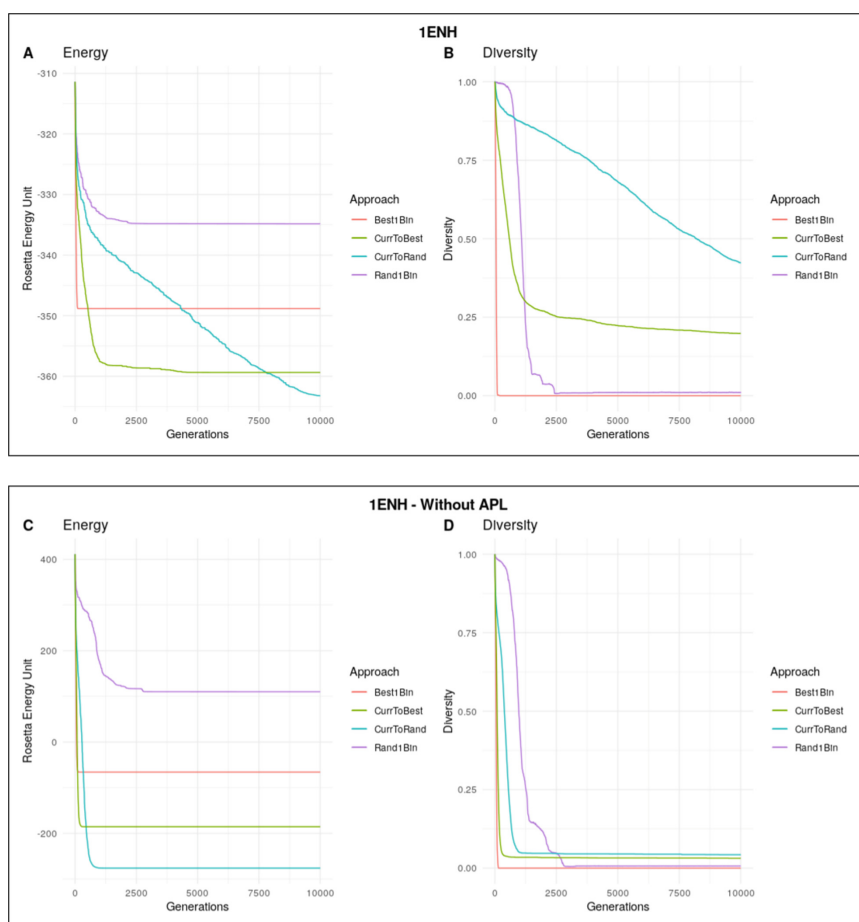 1ENH
A Energy
-310
-320
-330
-340
-350
-360
Rosetta Energy Unit
0 2500 5000 7500 10000
Generations
Approach
Best1Bin
CurrToBest
CurrToRand
Rand1Bin
B Diversity
1.00
0.75
0.50
0.25
0.00
Diversity
0 2500 5000 7500 10000
Generations
Approach
Best1Bin
CurrToBest
CurrToRand
Rand1Bin
1ENH - Without APL
C Energy
400
200
0
-200
Rosetta Energy Unit
0 2500 5000 7500 10000
Generations
Approach
Best1Bin
CurrToBest
CurrToRand
Rand1Bin
D Diversity
1.00
0.75
0.50
0.25
0.00
Diversity
0 2500 5000 7500 10000
Generations
Approach
Best1Bin
CurrToBest
CurrToRand
Rand1Bin